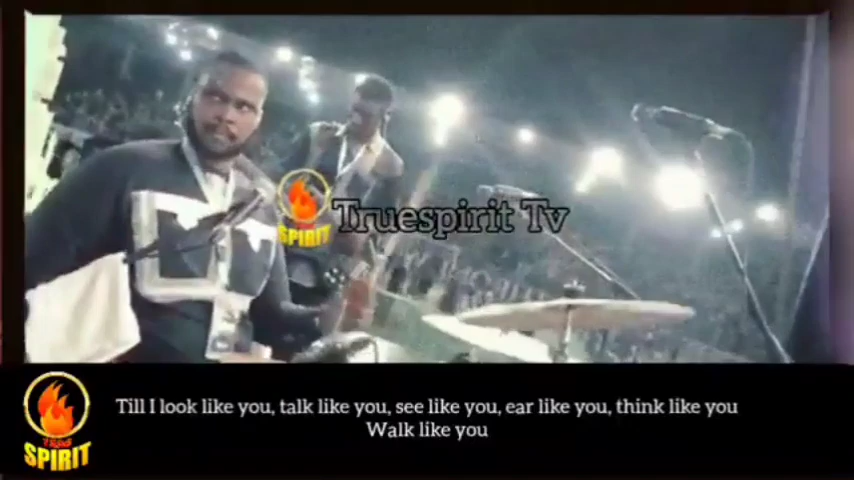 SPIRIT
Truespirit Tv
TRUE
SPIRIT
Till I look like you, talk like you, see like you, ear like you, think like you
Walk like you